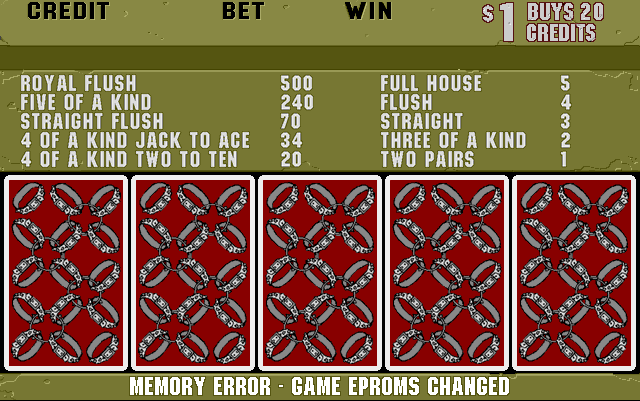 CREDIT BET WIN $1 BUYS 20 CREDITS
ROYAL FLUSH 500 FULL HOUSE 5
FIVE OF A KIND 240 FLUSH 4
STRAIGHT FLUSH 70 STRAIGHT 3
4 OF A KIND JACK TO ACE 34 THREE OF A KIND 2
4 OF A KIND TWO TO TEN 20 TWO PAIRS 1
MEMORY ERROR - GAME EPROMS CHANGED